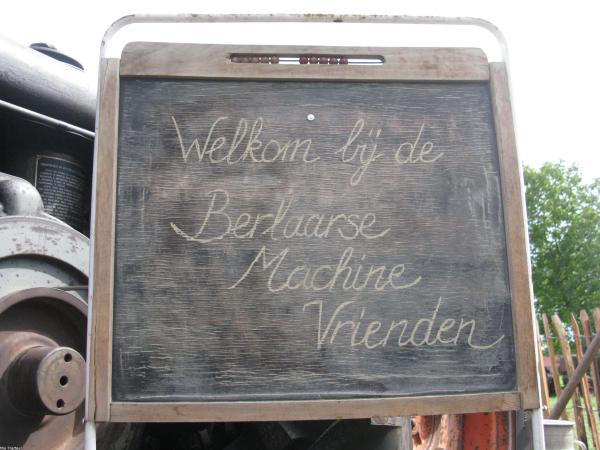 Welkom bij de
Berlaarse
Machine
Vrienden